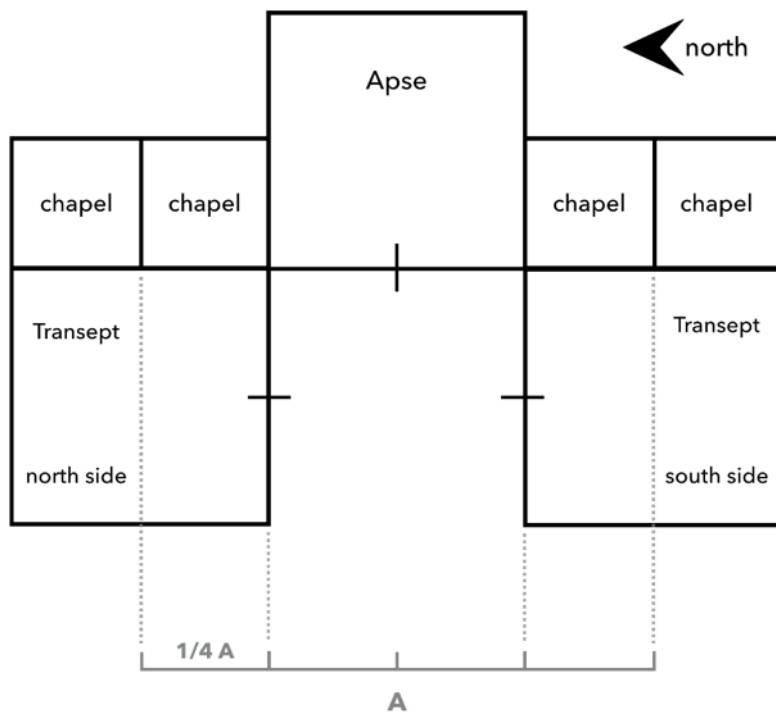 north
Apse
chapel
chapel
chapel
chapel
Transept
Transept
north side
south side
1/4 A
A